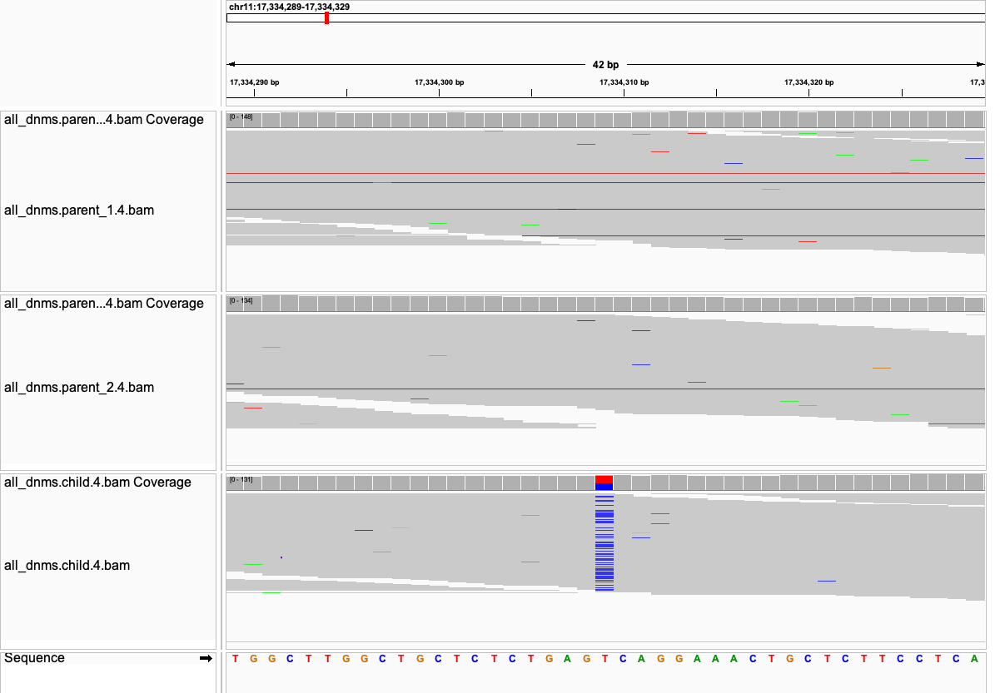 chr11:17,334,289-17,334,329
42 bp
17,334,290 bp 17,334,300 bp 17,334,310 bp 17,334,320 bp 17,3
all_dnms.paren...4.bam Coverage
[0 - 148]
all_dnms.parent_1.4.bam
all_dnms.paren...4.bam Coverage
[0 - 134]
all_dnms.parent_2.4.bam
all_dnms.child.4.bam Coverage
[0 - 131]
all_dnms.child.4.bam
Sequence
T G G C T T G G C T G C T C T C T G A G T C A G G A A A C T G C T C T T C C T C A